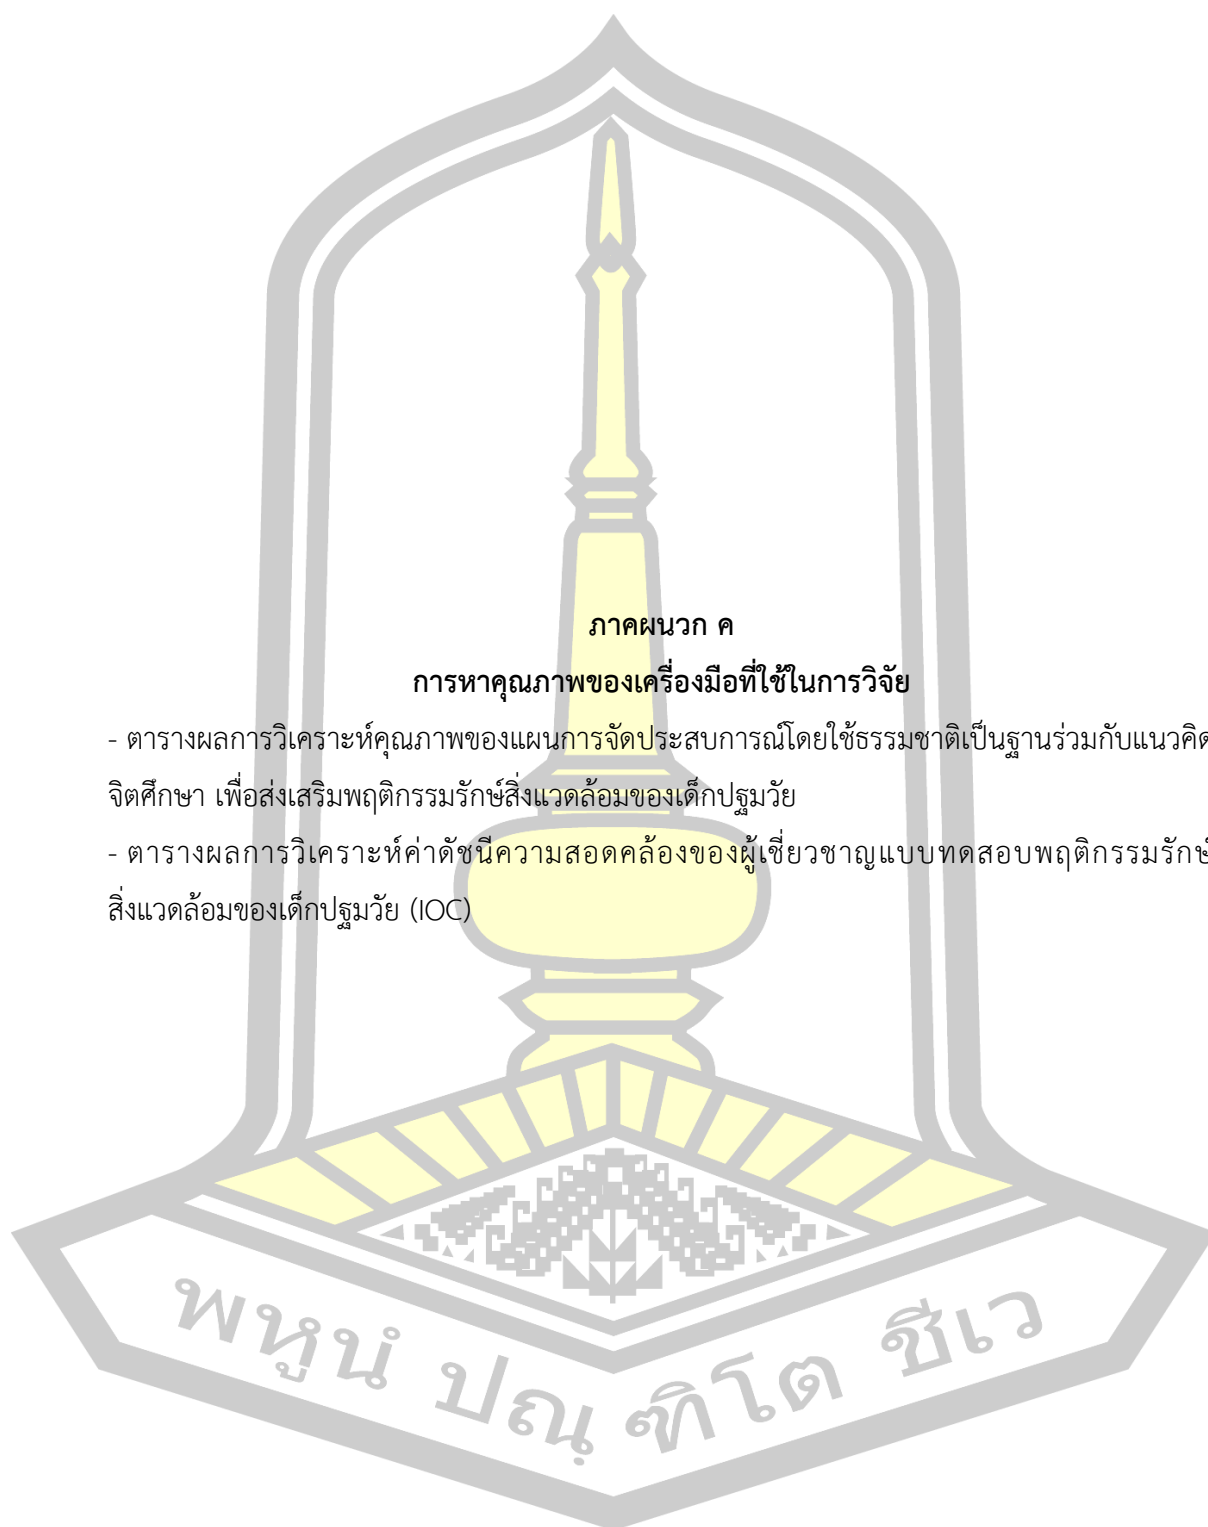 ภาคผนวก ค
การหาคุณภาพของเครื่องมือที่ใช้ในการวิจัย
- ตารางผลการวิเคราะห์คุณภาพของแผนการจัดประสบการณ์โดยใช้ธรรมชาติเป็นฐานร่วมกับแนวคิด
จิตศึกษา เพื่อส่งเสริมพฤติกรรมรักษ์สิ่งแวดล้อมของเด็กปฐมวัย
- ตารางผลการวิเคราะห์ค่าดัชนีความสอดคล้องของผู้เชี่ยวชาญแบบทดสอบพฤติกรรมรักษ์
สิ่งแวดล้อมของเด็กปฐมวัย (IOC)
พหูนํ ปณฺ ฑิโต ชีเว